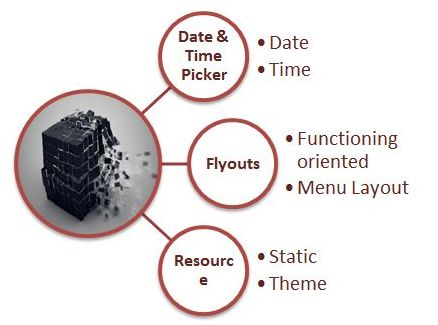 Date &
Time
Picker
• Date
• Time
Flyouts
• Functioning
oriented
• Menu Layout
Resourc
e
• Static
• Theme